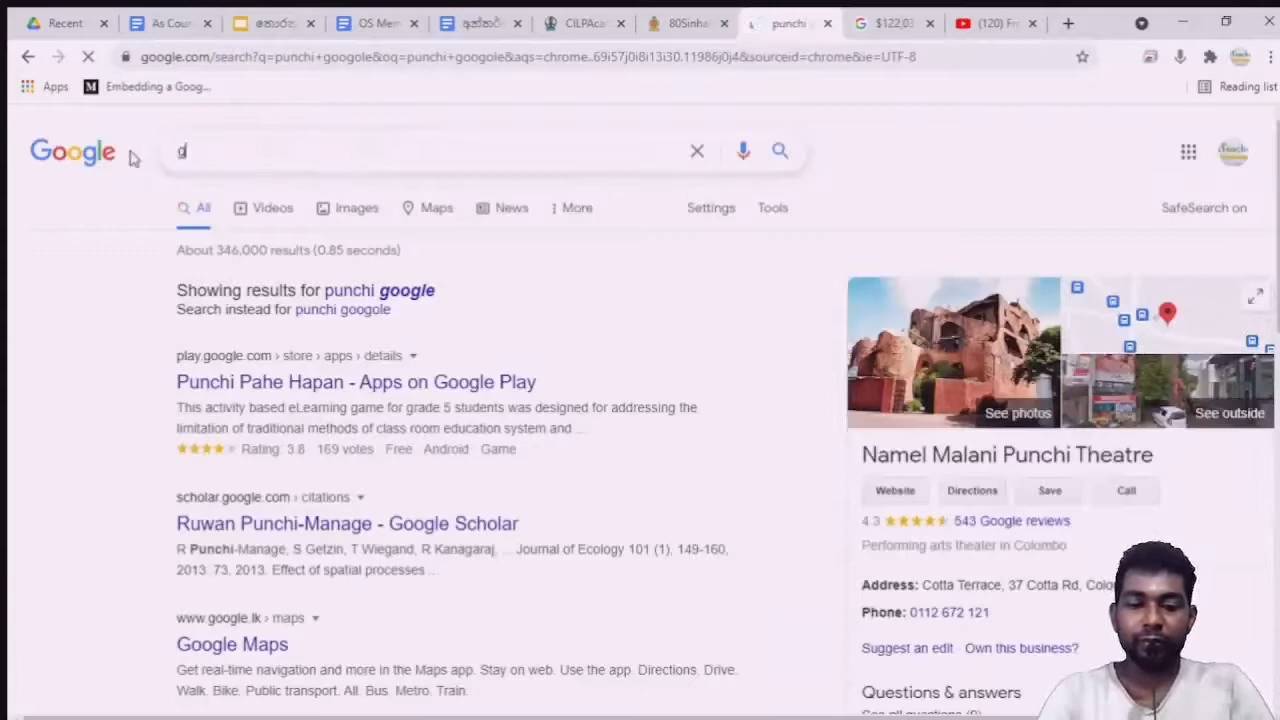 Recent
As Cour
තොරතු
OS Mem
CILPAca
80Sinha
punchi
$122,03
(120) Fr
google.com/search?q=punchi+googole&oq=punchi+googole&aqs=chrome..69i57j0i8i13i30.11986j0j4&sourceid=chrome&ie=UTF-8
Apps
M
Embedding a Goog...
Reading list
Google
g
All
Videos
Images
Maps
News
More
Settings
Tools
SafeSearch on
About 346,000 results (0.85 seconds)
Showing results for punchi google
Search instead for punchi googole
play.google.com › store › apps › details
Punchi Pahe Hapan - Apps on Google Play
This activity based eLearning game for grade 5 students was designed for addressing the
limitation of traditional methods of class room education system and ...
Rating: 3.8 169 votes Free Android Game
scholar.google.com › citations
Ruwan Punchi-Manage - Google Scholar
R Punchi-Manage, S Getzin, T Wiegand, R Kanagaraj, ... Journal of Ecology 101 (1), 149-160,
2013. 73, 2013. Effect of spatial processes ...
www.google.lk › maps
Google Maps
Get real-time navigation and more in the Maps app. Stay on web. Use the app. Directions. Drive.
Walk. Bike. Public transport. All. Bus. Metro. Train.
See photos
See outside
Namel Malani Punchi Theatre
Website
Directions
Save
Call
4.3 543 Google reviews
Performing arts theater in Colombo
Address: Cotta Terrace, 37 Cotta Rd, Colo
Phone: 0112 672 121
Suggest an edit · Own this business?
Questions & answers